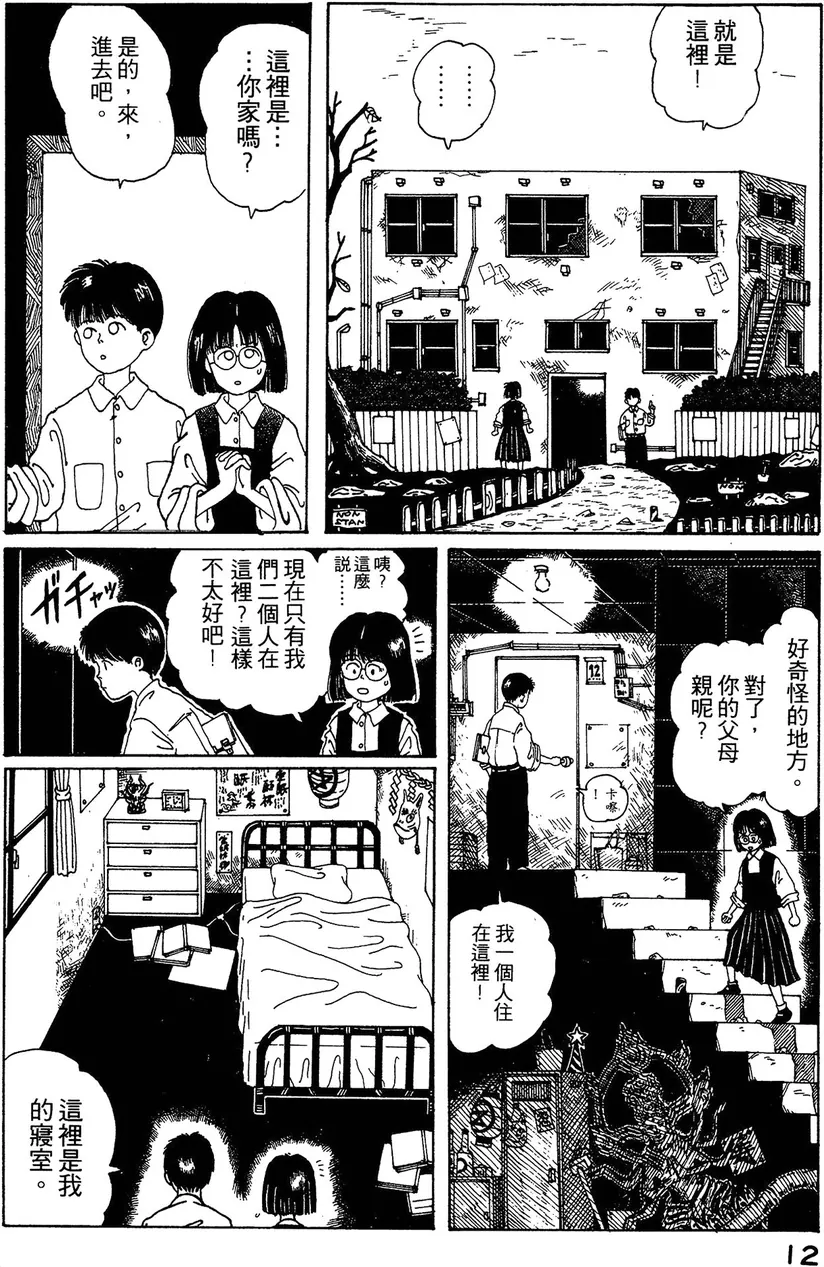 就是
這裡！
……
……
NON
STAN
這裡是…
…你家嗎？
是的，來，
進去吧。
好奇怪的地方。
對了，
你的父母
親呢？
12
卡嚓
！
我一個人住
在這裡！
咦？
這麼
說……
現在只有我
們二個人在
這裡？這樣
不太好吧！
ガチャッ
這裡是我
的寢室。
12